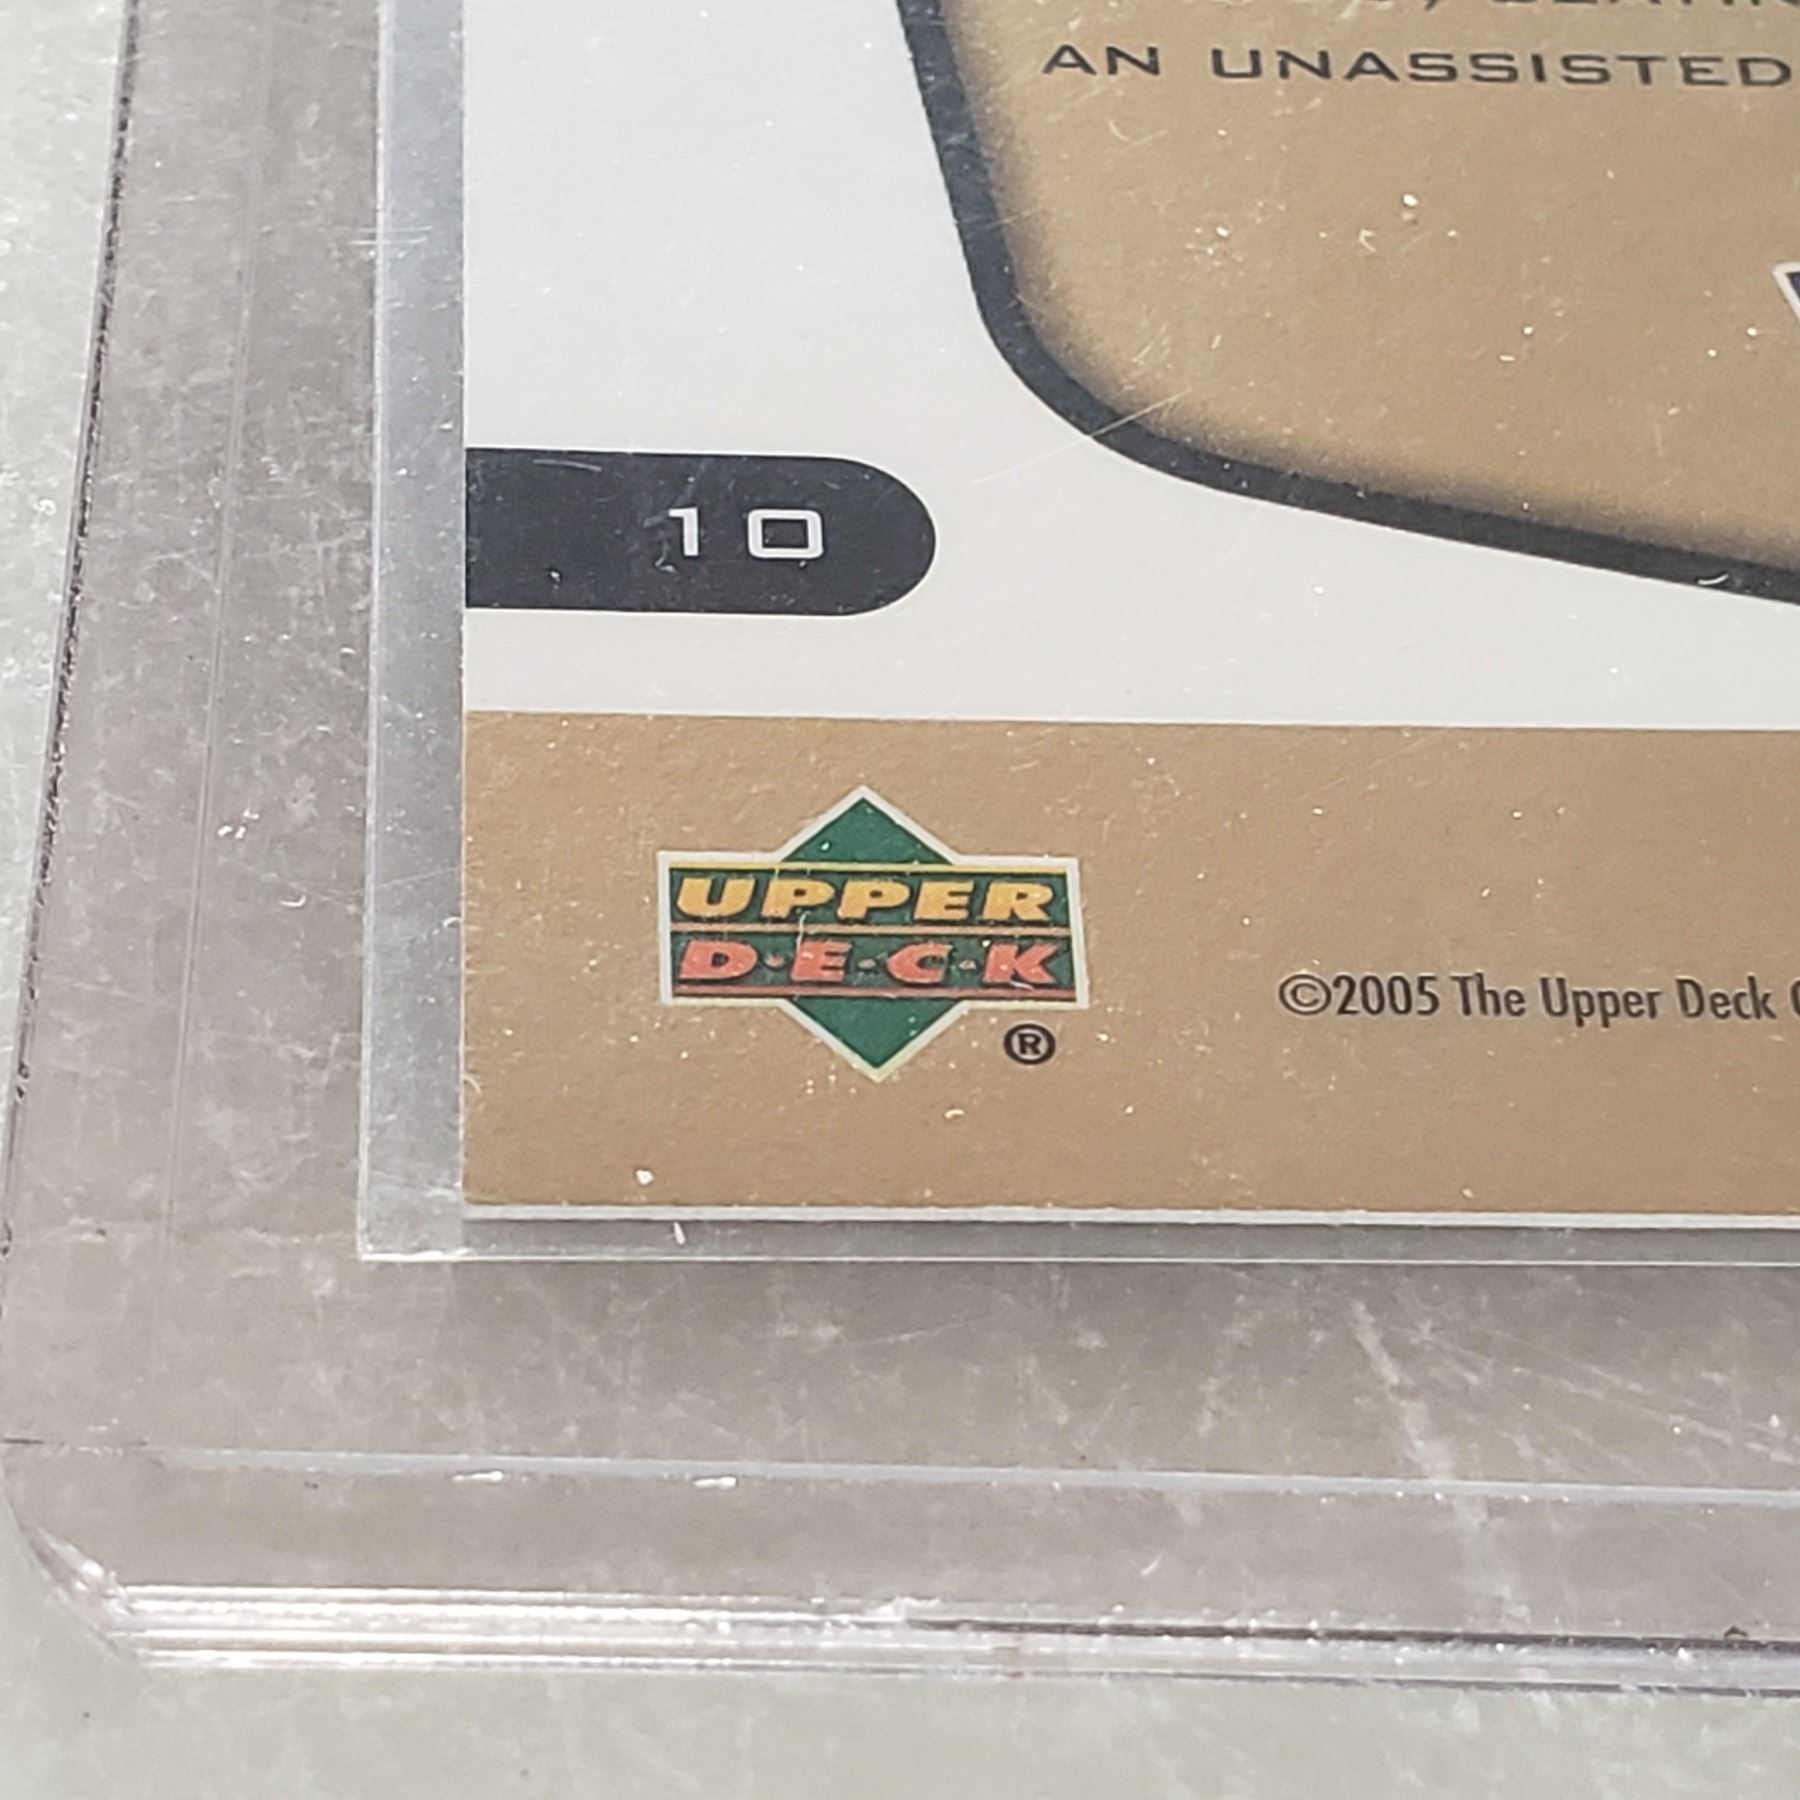 AN UNASSISTED
10
UPPER
D·E·C·K
®
©2005 The Upper Deck